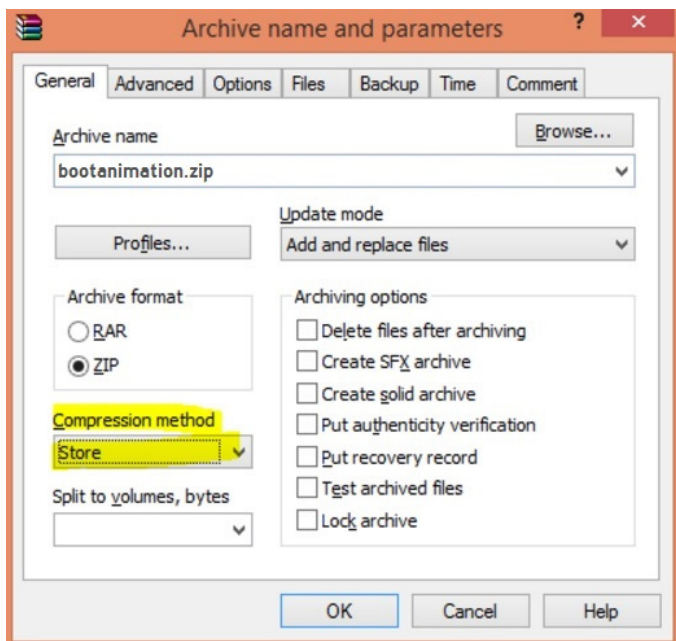 Archive name and parameters
?
General Advanced Options Files Backup Time Comment
Archive name
Browse...
bootanimation.zip
Profiles...
Update mode
Add and replace files
Archive format
RAR
ZIP
Compression method
Store
Split to volumes, bytes
Archiving options
Delete files after archiving
Create SFX archive
Create solid archive
Put authenticity verification
Put recovery record
Test archived files
Lock archive
OK Cancel Help